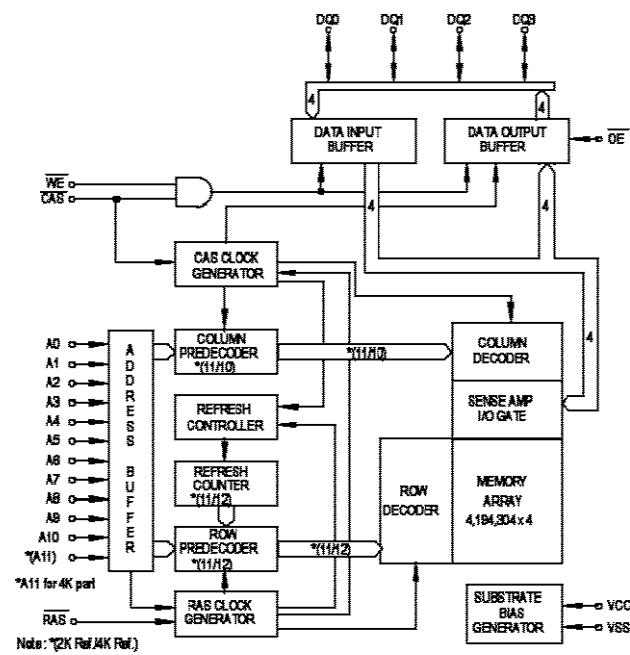 DQ0 DQ1 DQ2 DQ3
4 4
DATA INPUT
BUFFER
DATA OUTPUT
BUFFER
OE
WE
CAS
4 4
CAS CLOCK
GENERATOR
A0
A1
A2
A3
A4
A5
A6
A7
A8
A9
A10
*(A11)
*A11 for 4K part
ADDRESS BUFFER
COLUMN
PREDECODER
*(11/10)
*(11/10)
COLUMN
DECODER
4
REFRESH
CONTROLLER
SENSE AMP
I/O GATE
REFRESH
COUNTER
*(11/12)
ROW
PREDECODER
*(11/12)
*(11/12)
ROW
DECODER
MEMORY
ARRAY
4,194,304 x 4
RAS
RAS CLOCK
GENERATOR
SUBSTRATE
BIAS
GENERATOR
VCC
VSS
Note : *(2K Ref./4K Ref.)